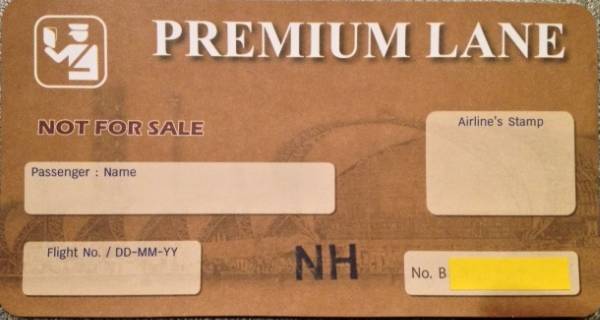 PREMIUM LANE
NOT FOR SALE
Airline's Stamp
Passenger : Name
Flight No. / DD-MM-YY
NH
No. B